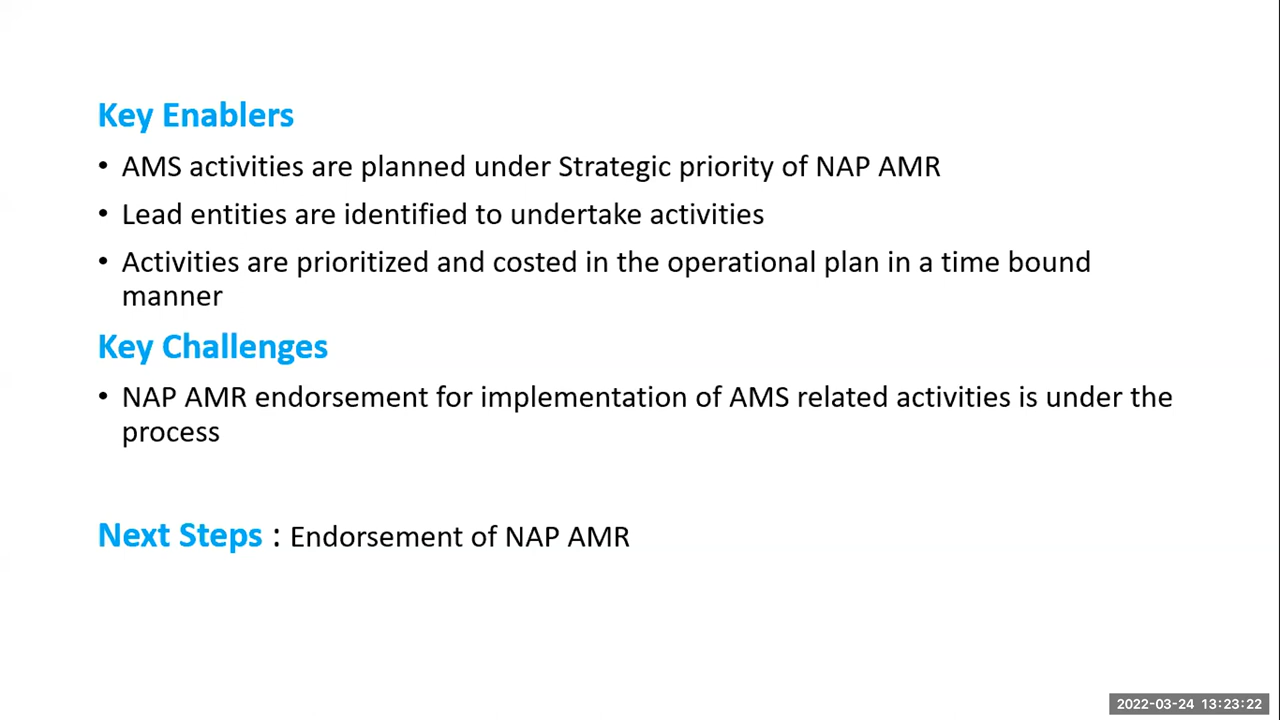 Key Enablers
• AMS activities are planned under Strategic priority of NAP AMR
• Lead entities are identified to undertake activities
• Activities are prioritized and costed in the operational plan in a time bound
manner
Key Challenges
• NAP AMR endorsement for implementation of AMS related activities is under the
process
Next Steps : Endorsement of NAP AMR
2022-03-24 13:23:22